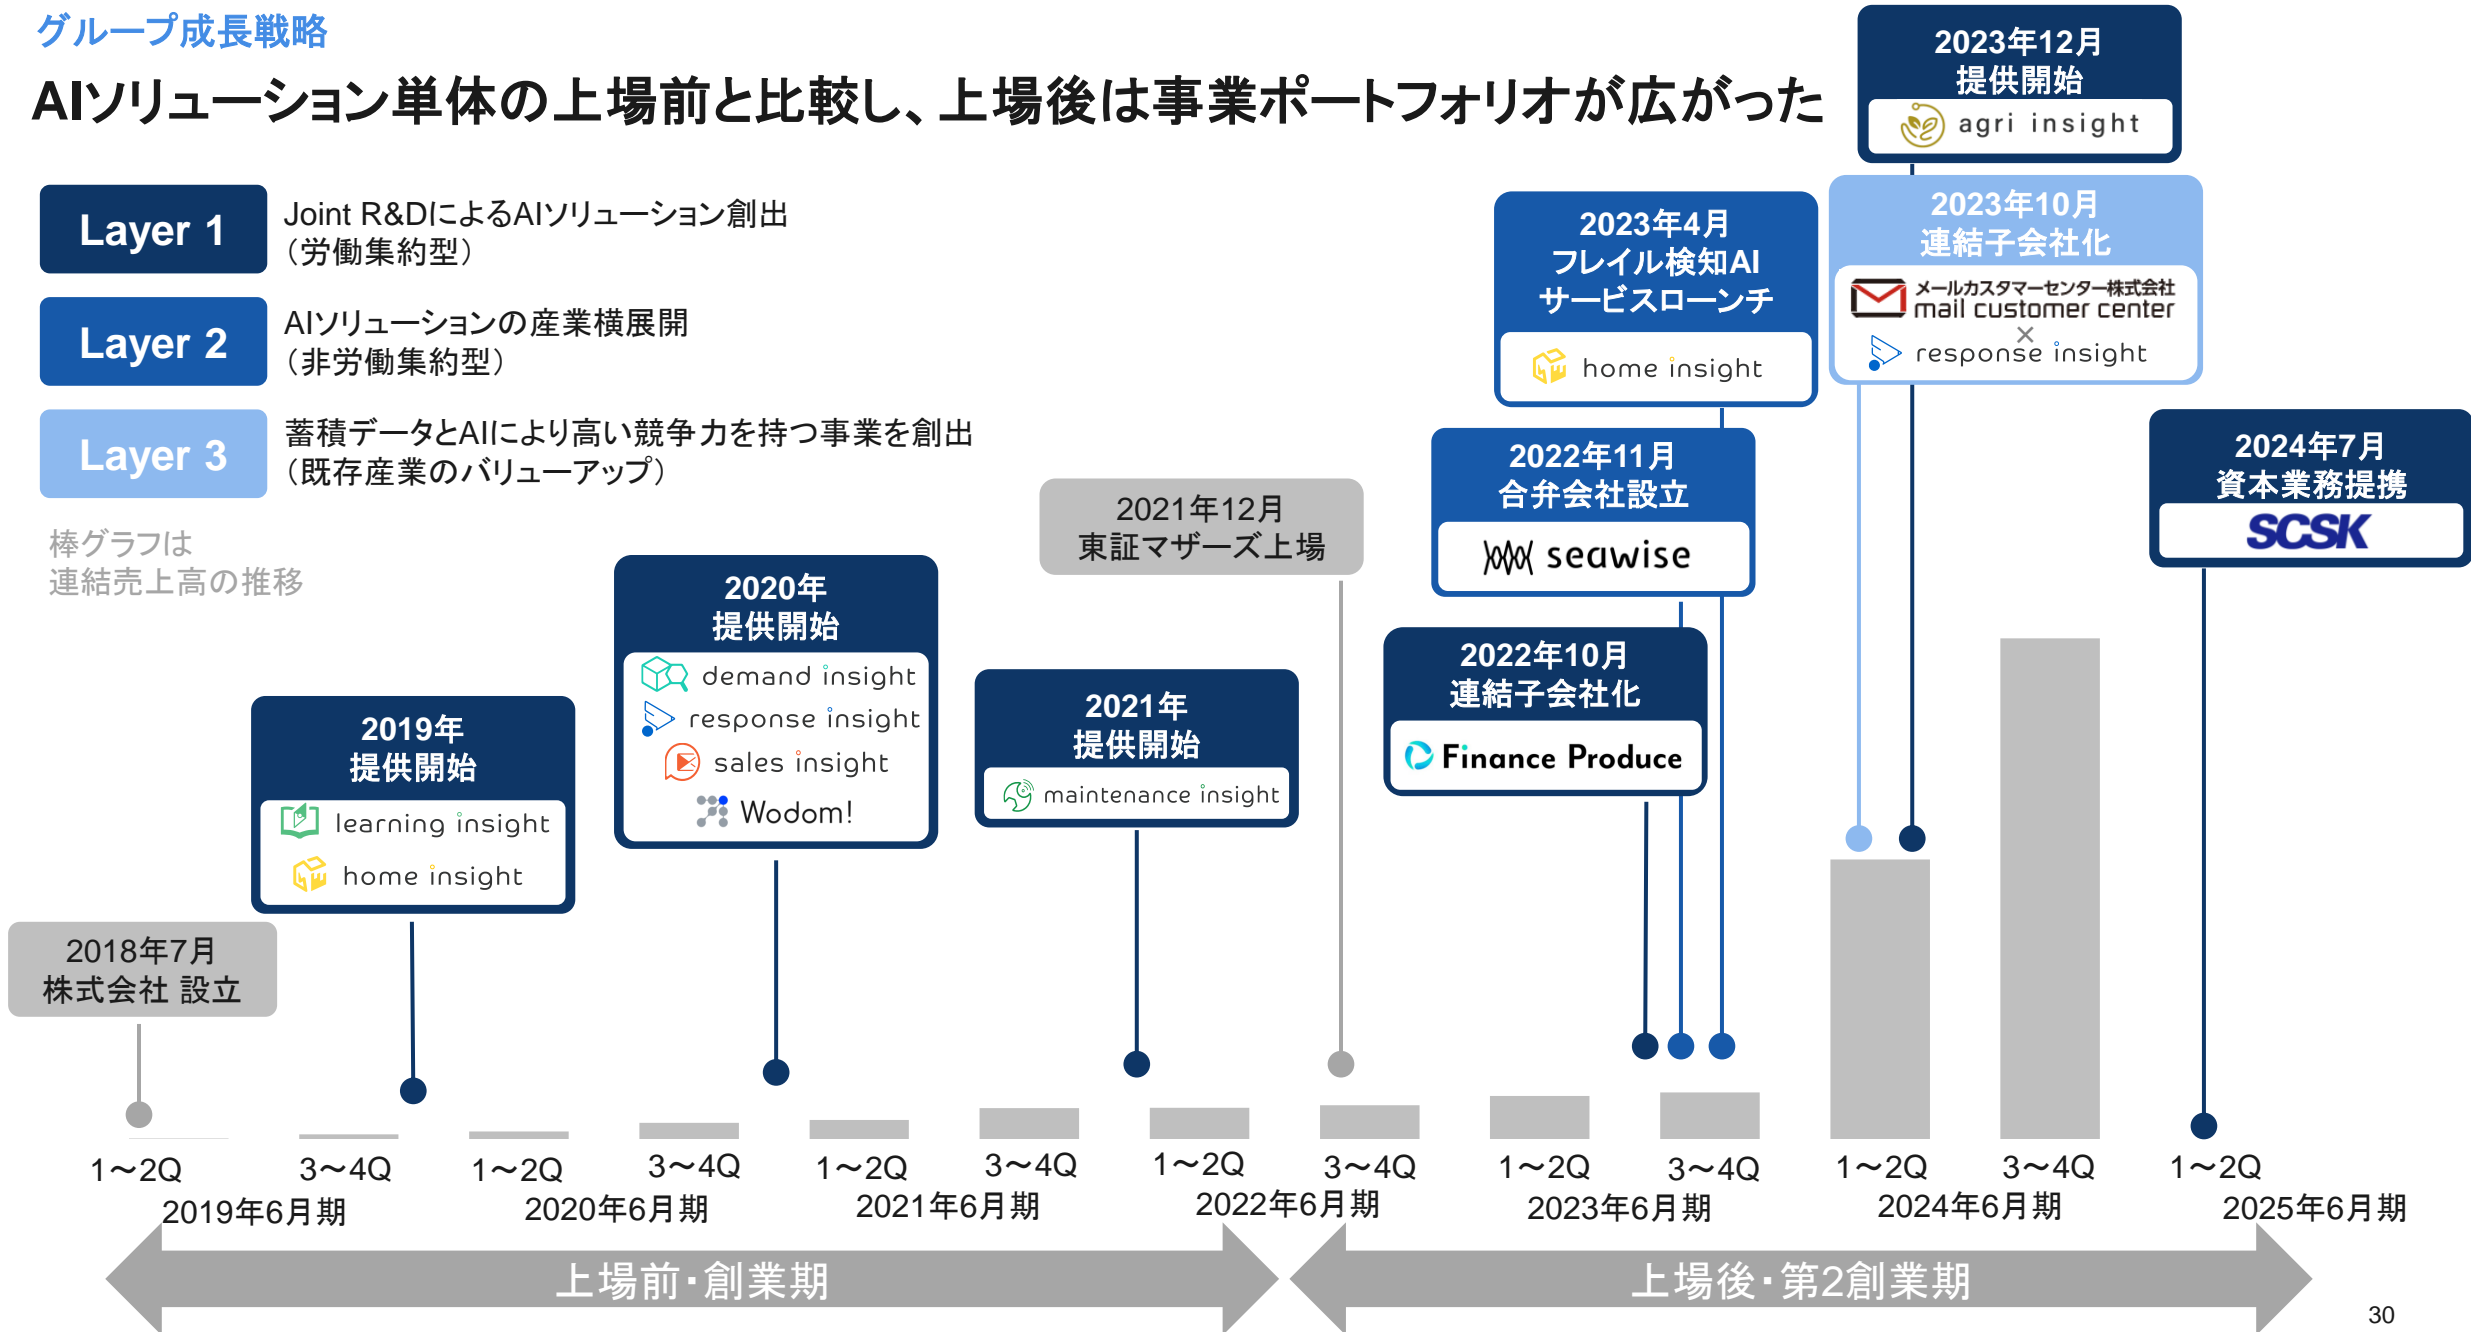 グループ成長戦略
AIソリューション単体の上場前と比較し、上場後は事業ポートフォリオが広がった
Layer 1
Joint R&DによるAIソリューション創出
（労働集約型）
Layer 2
AIソリューションの産業横展開
（非労働集約型）
Layer 3
蓄積データとAIにより高い競争力を持つ事業を創出
（既存産業のバリューアップ）
棒グラフは
連結売上高の推移
2018年7月
株式会社 設立
2019年
提供開始
learning insight
home insight
2020年
提供開始
demand insight
response insight
sales insight
Wodom!
2021年
提供開始
maintenance insight
2021年12月
東証マザーズ上場
2022年10月
連結子会社化
Finance Produce
2022年11月
合弁会社設立
seawise
2023年4月
フレイル検知AI
サービスローンチ
home insight
2023年10月
連結子会社化
メールカスタマーセンター株式会社
mail customer center
×
response insight
2023年12月
提供開始
agri insight
2024年7月
資本業務提携
SCSK
1～2Q 3～4Q 1～2Q 3～4Q 1～2Q 3～4Q 1～2Q 3～4Q 1～2Q 3～4Q 1～2Q 3～4Q 1～2Q
2019年6月期 2020年6月期 2021年6月期 2022年6月期 2023年6月期 2024年6月期 2025年6月期
上場前・創業期 上場後・第2創業期
30